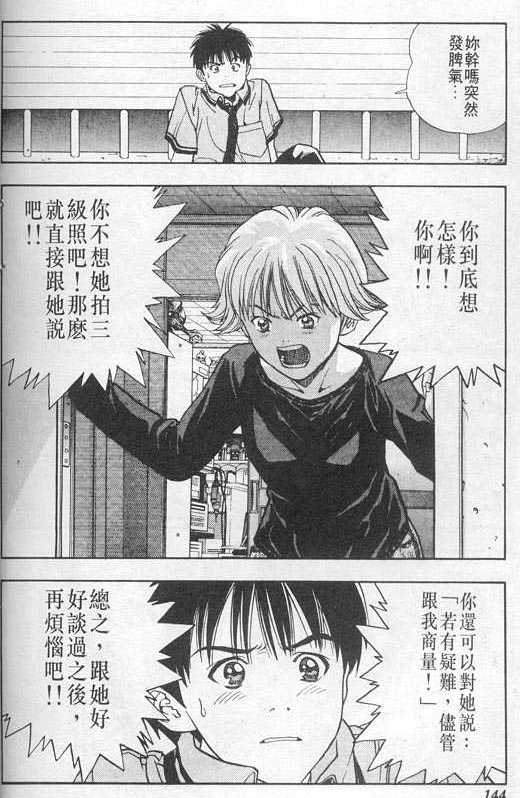 妳幹嗎突然
發脾氣…
你到底想
怎樣!
你啊!!
你不想她拍三
級照吧!那麼
就直接跟她說
吧!!
你還可以對她說:
「若有疑難,儘管
跟我商量!」
總之,跟她好
好談過之後,
再煩惱吧!!
144